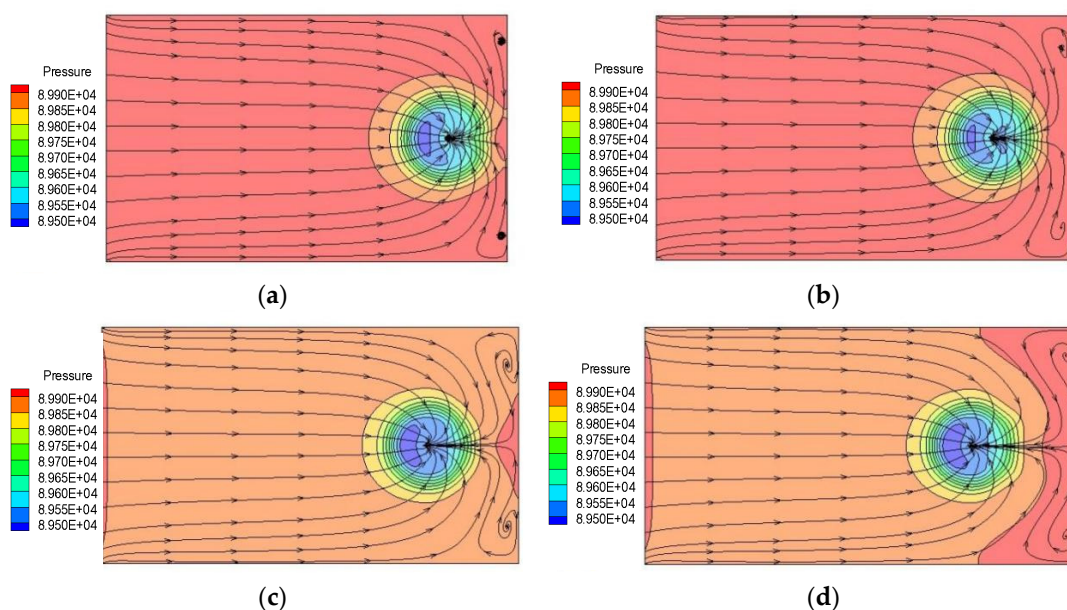 Pressure
8.990E+04
8.985E+04
8.980E+04
8.975E+04
8.970E+04
8.965E+04
8.960E+04
8.955E+04
8.950E+04
(a)
Pressure
8.990E+04
8.985E+04
8.980E+04
8.975E+04
8.970E+04
8.965E+04
8.960E+04
8.955E+04
8.950E+04
(b)
Pressure
8.990E+04
8.985E+04
8.980E+04
8.975E+04
8.970E+04
8.965E+04
8.960E+04
8.955E+04
8.950E+04
(c)
Pressure
8.990E+04
8.985E+04
8.980E+04
8.975E+04
8.970E+04
8.965E+04
8.960E+04
8.955E+04
8.950E+04
(d)